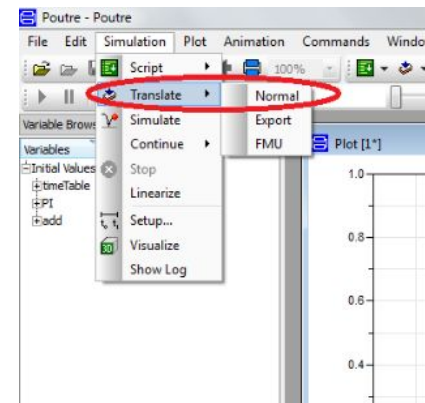 Poutre - Poutre
File Edit Simulation Plot Animation Commands Windo
Script 100%
Translate Normal
Variable Brows Simulate Export
Variables Continue FMU Plot [1*]
Initial Values Stop 1.0
timeTable Linearize
PI
add Setup...
0.8
Visualize
Show Log
0.6
0.4